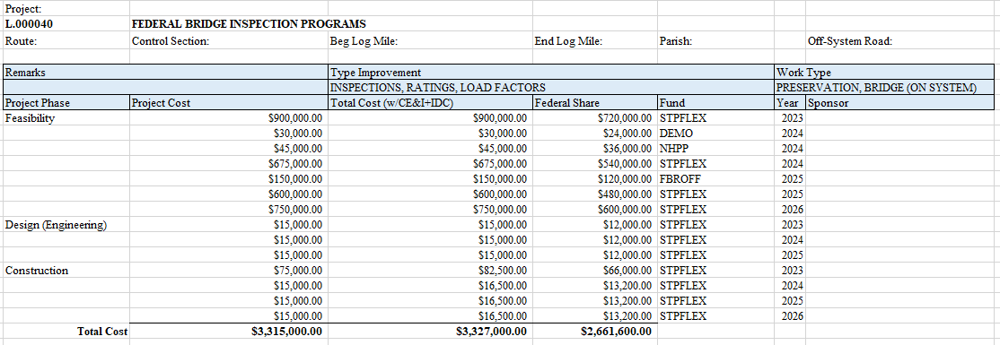 Project:
L.000040 FEDERAL BRIDGE INSPECTION PROGRAMS
Route: Control Section: Beg Log Mile: End Log Mile: Parish: Off-System Road:
Remarks Type Improvement Work Type
INSPECTIONS, RATINGS, LOAD FACTORS PRESERVATION, BRIDGE (ON SYSTEM)
Project Phase Project Cost Total Cost (w/CE&I+IDC) Federal Share Fund Year Sponsor
Feasibility $900,000.00 $900,000.00 $720,000.00 STPFLEX 2023
$30,000.00 $30,000.00 $24,000.00 DEMO 2024
$45,000.00 $45,000.00 $36,000.00 NHPP 2024
$675,000.00 $675,000.00 $540,000.00 STPFLEX 2024
$150,000.00 $150,000.00 $120,000.00 FBROFF 2025
$600,000.00 $600,000.00 $480,000.00 STPFLEX 2025
$750,000.00 $750,000.00 $600,000.00 STPFLEX 2026
Design (Engineering) $15,000.00 $15,000.00 $12,000.00 STPFLEX 2023
$15,000.00 $15,000.00 $12,000.00 STPFLEX 2024
$15,000.00 $15,000.00 $12,000.00 STPFLEX 2025
Construction $75,000.00 $82,500.00 $66,000.00 STPFLEX 2023
$15,000.00 $16,500.00 $13,200.00 STPFLEX 2024
$15,000.00 $16,500.00 $13,200.00 STPFLEX 2025
$15,000.00 $16,500.00 $13,200.00 STPFLEX 2026
Total Cost $3,315,000.00 $3,327,000.00 $2,661,600.00